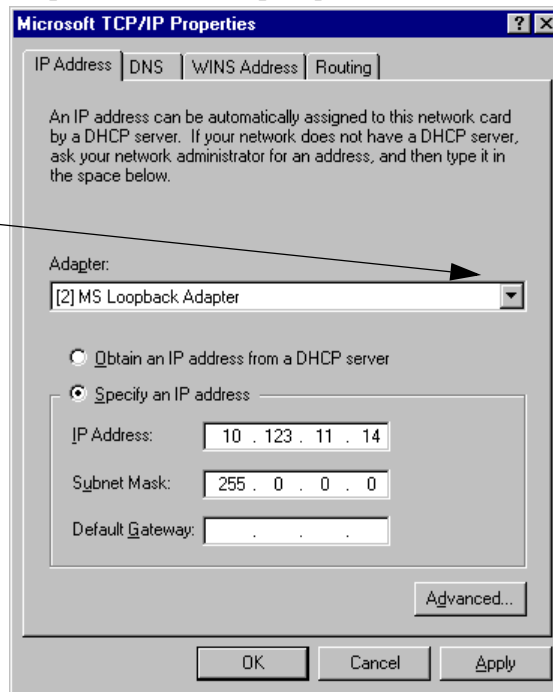 Microsoft TCP/IP Properties
IP Address DNS WINS Address Routing
An IP address can be automatically assigned to this network card
by a DHCP server. If your network does not have a DHCP server,
ask your network administrator for an address, and then type it in
the space below.
Adapter:
[2] MS Loopback Adapter
Obtain an IP address from a DHCP server
Specify an IP address
IP Address: 10 . 123 . 11 . 14
Subnet Mask: 255 . 0 . 0 . 0
Default Gateway: . . .
Advanced...
OK Cancel Apply